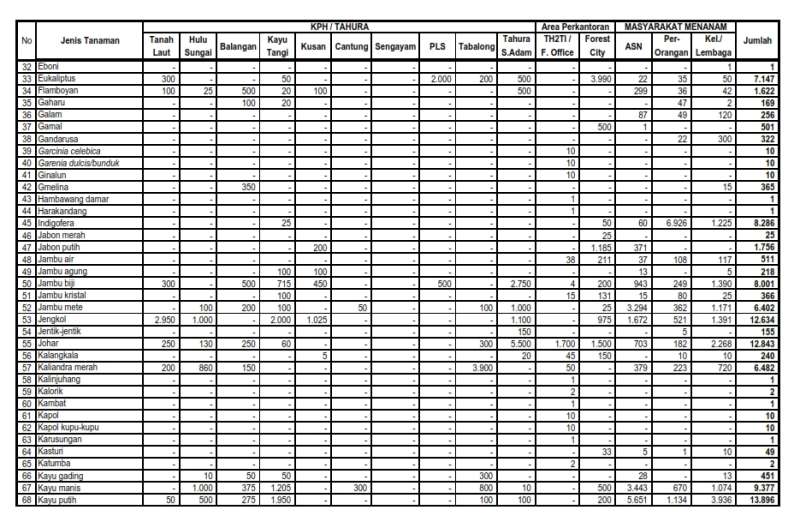 No | Jenis Tanaman | KPH / TAHURA | Area Perkantoran | MASYARAKAT MENANAM | Jumlah
Tanah Laut | Hulu Sungai | Balangan | Kayu Tangi | Kusan | Cantung | Sengayam | PLS | Tabalong | Tahura S.Adam | TH2TI / F. Office | Forest City | ASN | Per-Orangan | Kel./ Lembaga
32 | Eboni | - | - | - | - | - | - | - | - | - | - | - | - | - | - | 1 | 1
33 | Eukaliptus | 300 | - | - | 50 | - | - | - | 2.000 | 200 | 500 | - | 3.990 | 22 | 35 | 50 | 7.147
34 | Flamboyan | 100 | 25 | 500 | 20 | 100 | - | - | - | - | 500 | - | - | 299 | 36 | 42 | 1.622
35 | Gaharu | - | - | 100 | 20 | - | - | - | - | - | - | - | - | - | 47 | 2 | 169
36 | Galam | - | - | - | - | - | - | - | - | - | - | - | - | 87 | 49 | 120 | 256
37 | Gamal | - | - | - | - | - | - | - | - | - | - | - | 500 | 1 | - | - | 501
38 | Gandarusa | - | - | - | - | - | - | - | - | - | - | - | - | - | 22 | 300 | 322
39 | Garcinia celebica | - | - | - | - | - | - | - | - | - | - | 10 | - | - | - | - | 10
40 | Garenia dulcis/bunduk | - | - | - | - | - | - | - | - | - | - | 10 | - | - | - | - | 10
41 | Ginalun | - | - | - | - | - | - | - | - | - | - | 10 | - | - | - | - | 10
42 | Gmelina | - | - | 350 | - | - | - | - | - | - | - | - | - | - | - | 15 | 365
43 | Hambawang damar | - | - | - | - | - | - | - | - | - | - | 1 | - | - | - | - | 1
44 | Harakandang | - | - | - | - | - | - | - | - | - | - | 1 | - | - | - | - | 1
45 | Indigofera | - | - | - | 25 | - | - | - | - | - | - | - | 50 | 60 | 6.926 | 1.225 | 8.286
46 | Jabon merah | - | - | - | - | - | - | - | - | - | - | - | 25 | - | - | - | 25
47 | Jabon putih | - | - | - | - | 200 | - | - | - | - | - | - | 1.185 | 371 | - | - | 1.756
48 | Jambu air | - | - | - | - | - | - | - | - | - | - | 38 | 211 | 37 | 108 | 117 | 511
49 | Jambu agung | - | - | - | 100 | 100 | - | - | - | - | - | - | - | 13 | - | 5 | 218
50 | Jambu biji | 300 | - | 500 | 715 | 450 | - | - | 500 | - | 2.750 | 4 | 200 | 943 | 249 | 1.390 | 8.001
51 | Jambu kristal | - | - | - | 100 | - | - | - | - | - | - | 15 | 131 | 15 | 80 | 25 | 366
52 | Jambu mete | - | 100 | 200 | 100 | - | 50 | - | - | 100 | 1.000 | - | 25 | 3.294 | 362 | 1.171 | 6.402
53 | Jengkol | 2.950 | 1.000 | - | 2.000 | 1.025 | - | - | - | - | 1.100 | - | 975 | 1.672 | 521 | 1.391 | 12.634
54 | Jentik-jentik | - | - | - | - | - | - | - | - | - | 150 | - | - | - | 5 | - | 155
55 | Johar | 250 | 130 | 250 | 60 | - | - | - | - | 300 | 5.500 | 1.700 | 1.500 | 703 | 182 | 2.268 | 12.843
56 | Kalangkala | - | - | - | - | 5 | - | - | - | - | 20 | 45 | 150 | - | 10 | 10 | 240
57 | Kaliandra merah | 200 | 860 | 150 | - | - | - | - | - | 3.900 | - | 50 | - | 379 | 223 | 720 | 6.482
58 | Kalinjuhang | - | - | - | - | - | - | - | - | - | - | 1 | - | - | - | - | 1
59 | Kalorik | - | - | - | - | - | - | - | - | - | - | 2 | - | - | - | - | 2
60 | Kambat | - | - | - | - | - | - | - | - | - | - | 1 | - | - | - | - | 1
61 | Kapol | - | - | - | - | - | - | - | - | - | - | 10 | - | - | - | - | 10
62 | Kapol kupu-kupu | - | - | - | - | - | - | - | - | - | - | 10 | - | - | - | - | 10
63 | Karusungan | - | - | - | - | - | - | - | - | - | - | 1 | - | - | - | - | 1
64 | Kasturi | - | - | - | - | - | - | - | - | - | - | - | 33 | 5 | 1 | 10 | 49
65 | Katumba | - | - | - | - | - | - | - | - | - | - | 2 | - | - | - | - | 2
66 | Kayu gading | - | 10 | 50 | 50 | - | - | - | - | 300 | - | - | - | 28 | - | 13 | 451
67 | Kayu manis | - | 1.000 | 375 | 1.205 | - | 300 | - | - | 800 | 10 | - | 500 | 3.443 | 670 | 1.074 | 9.377
68 | Kayu putih | 50 | 500 | 275 | 1.950 | - | - | - | - | 100 | 100 | - | 200 | 5.651 | 1.134 | 3.936 | 13.896